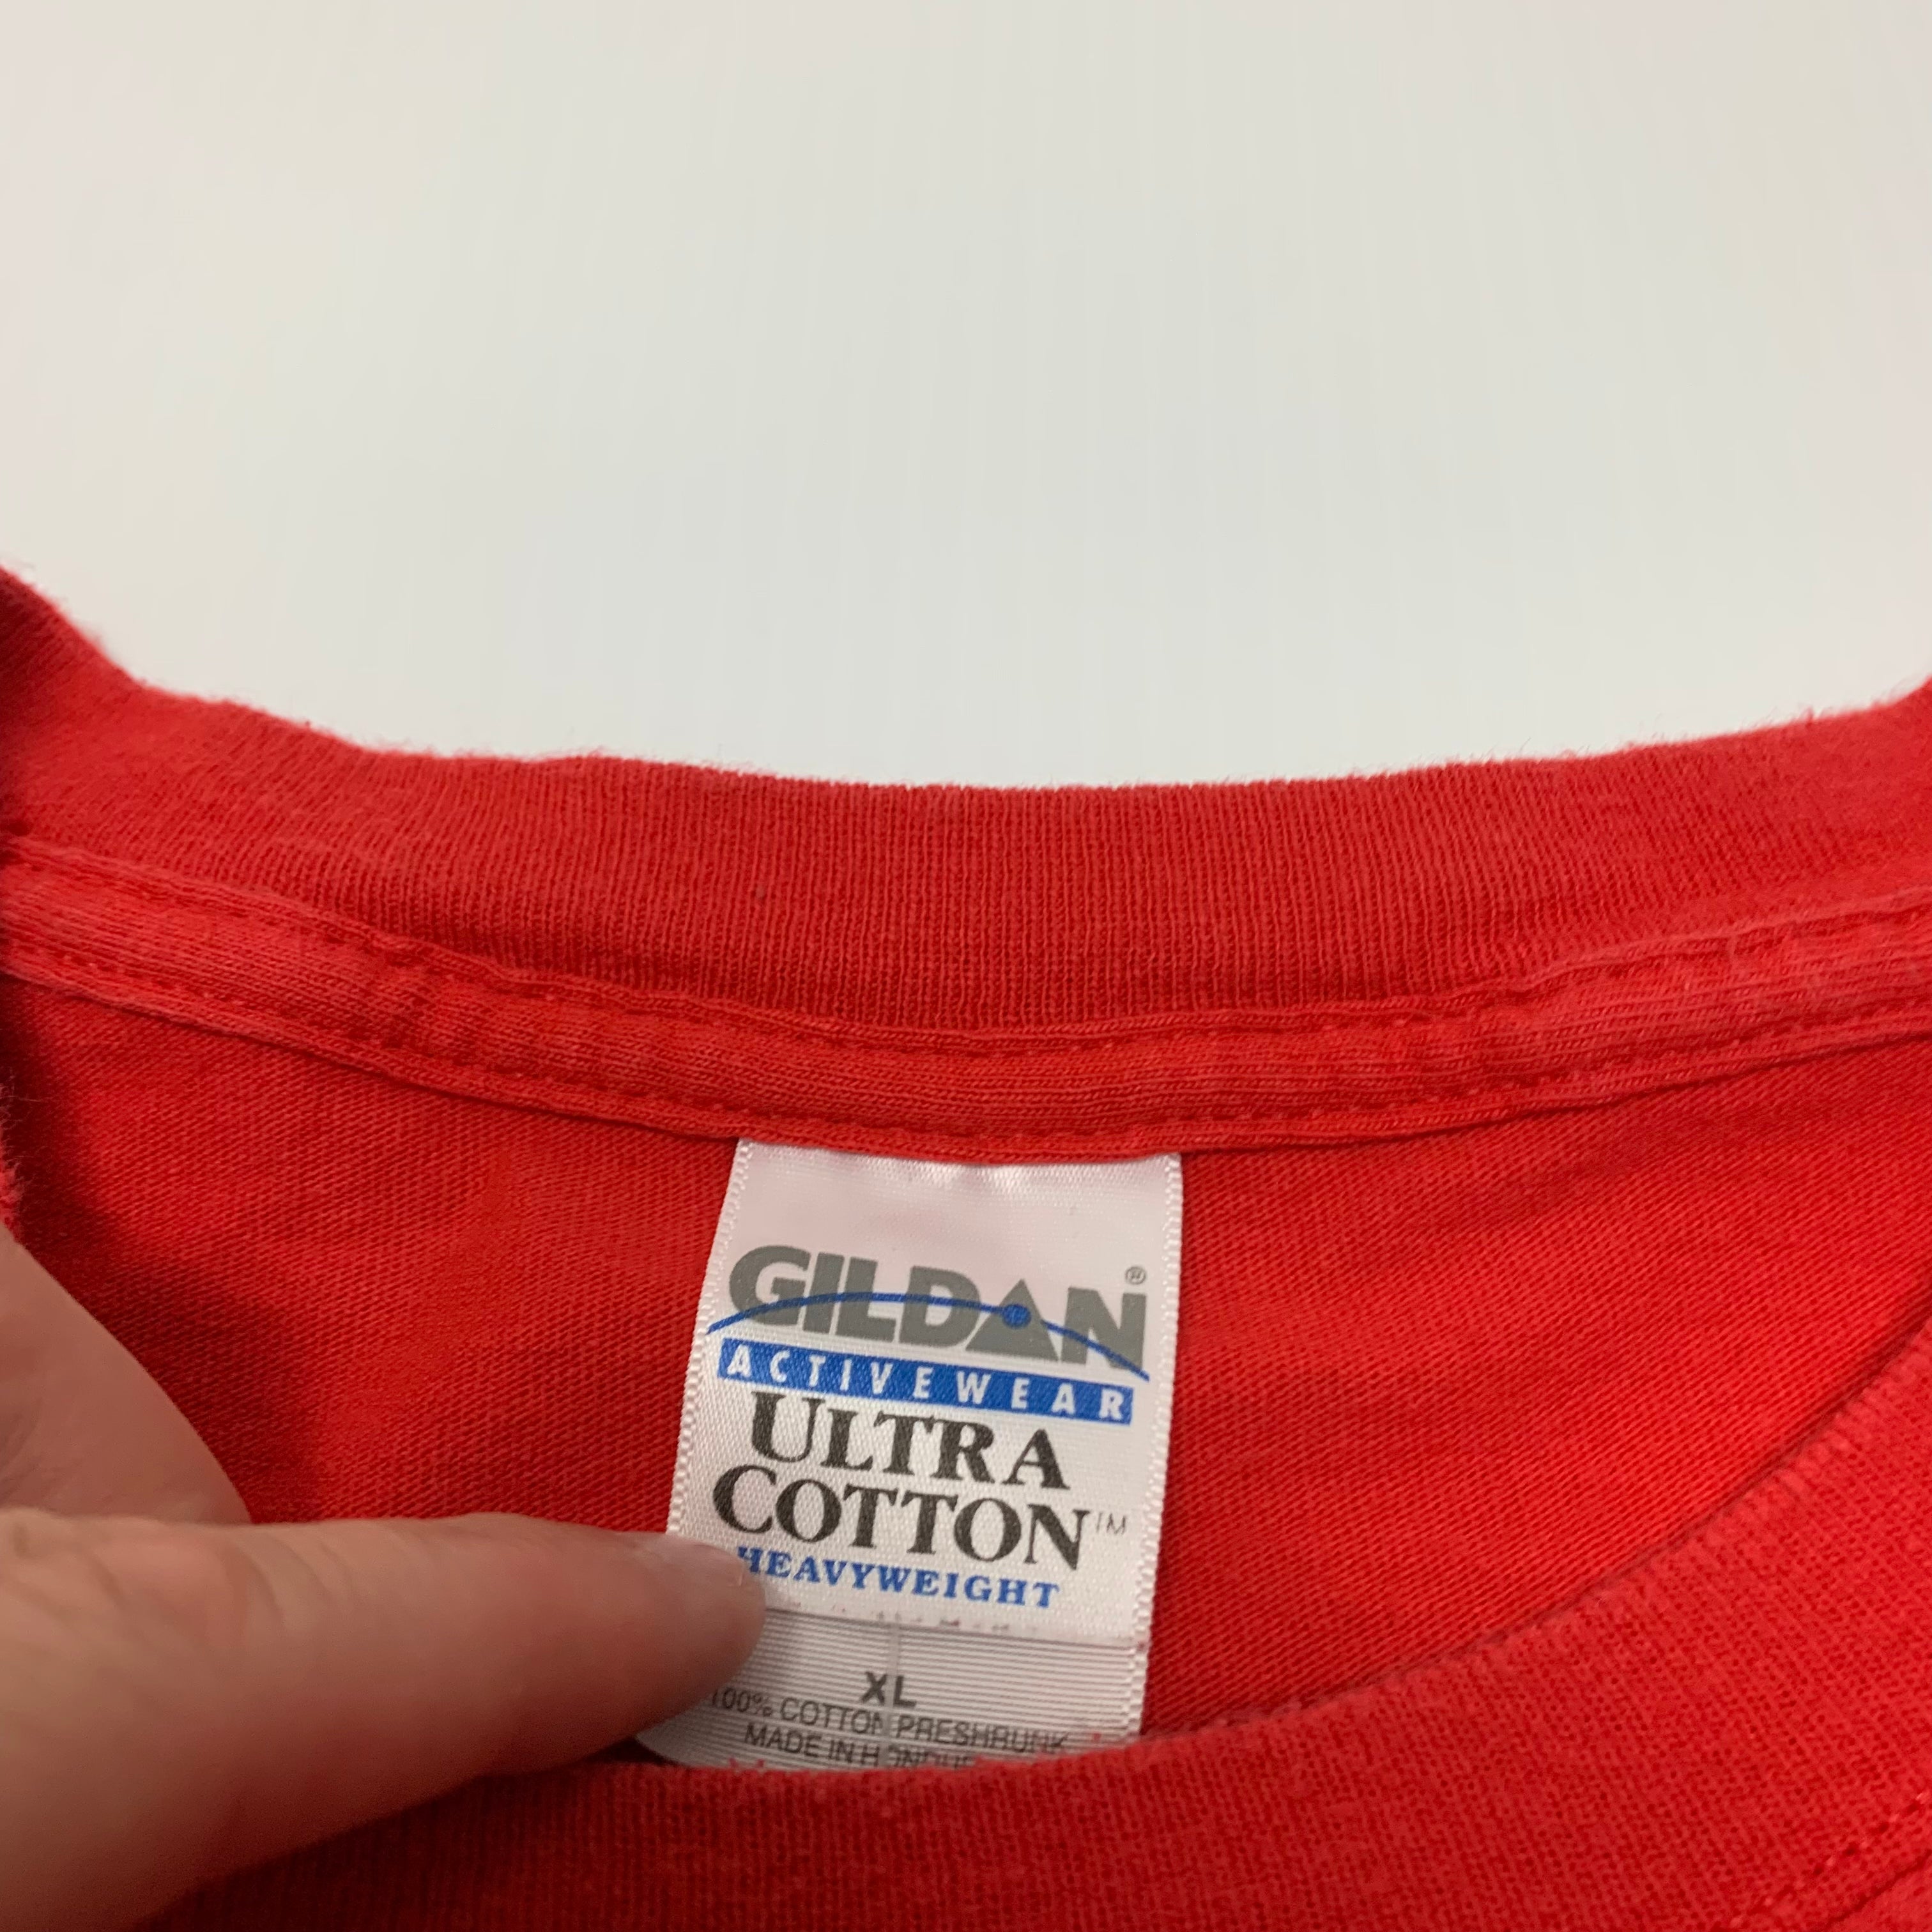 GILDAN®
ACTIVEWEAR
ULTRA
COTTON™
HEAVYWEIGHT
XL
100% COTTON PRESHRUNK
MADE IN